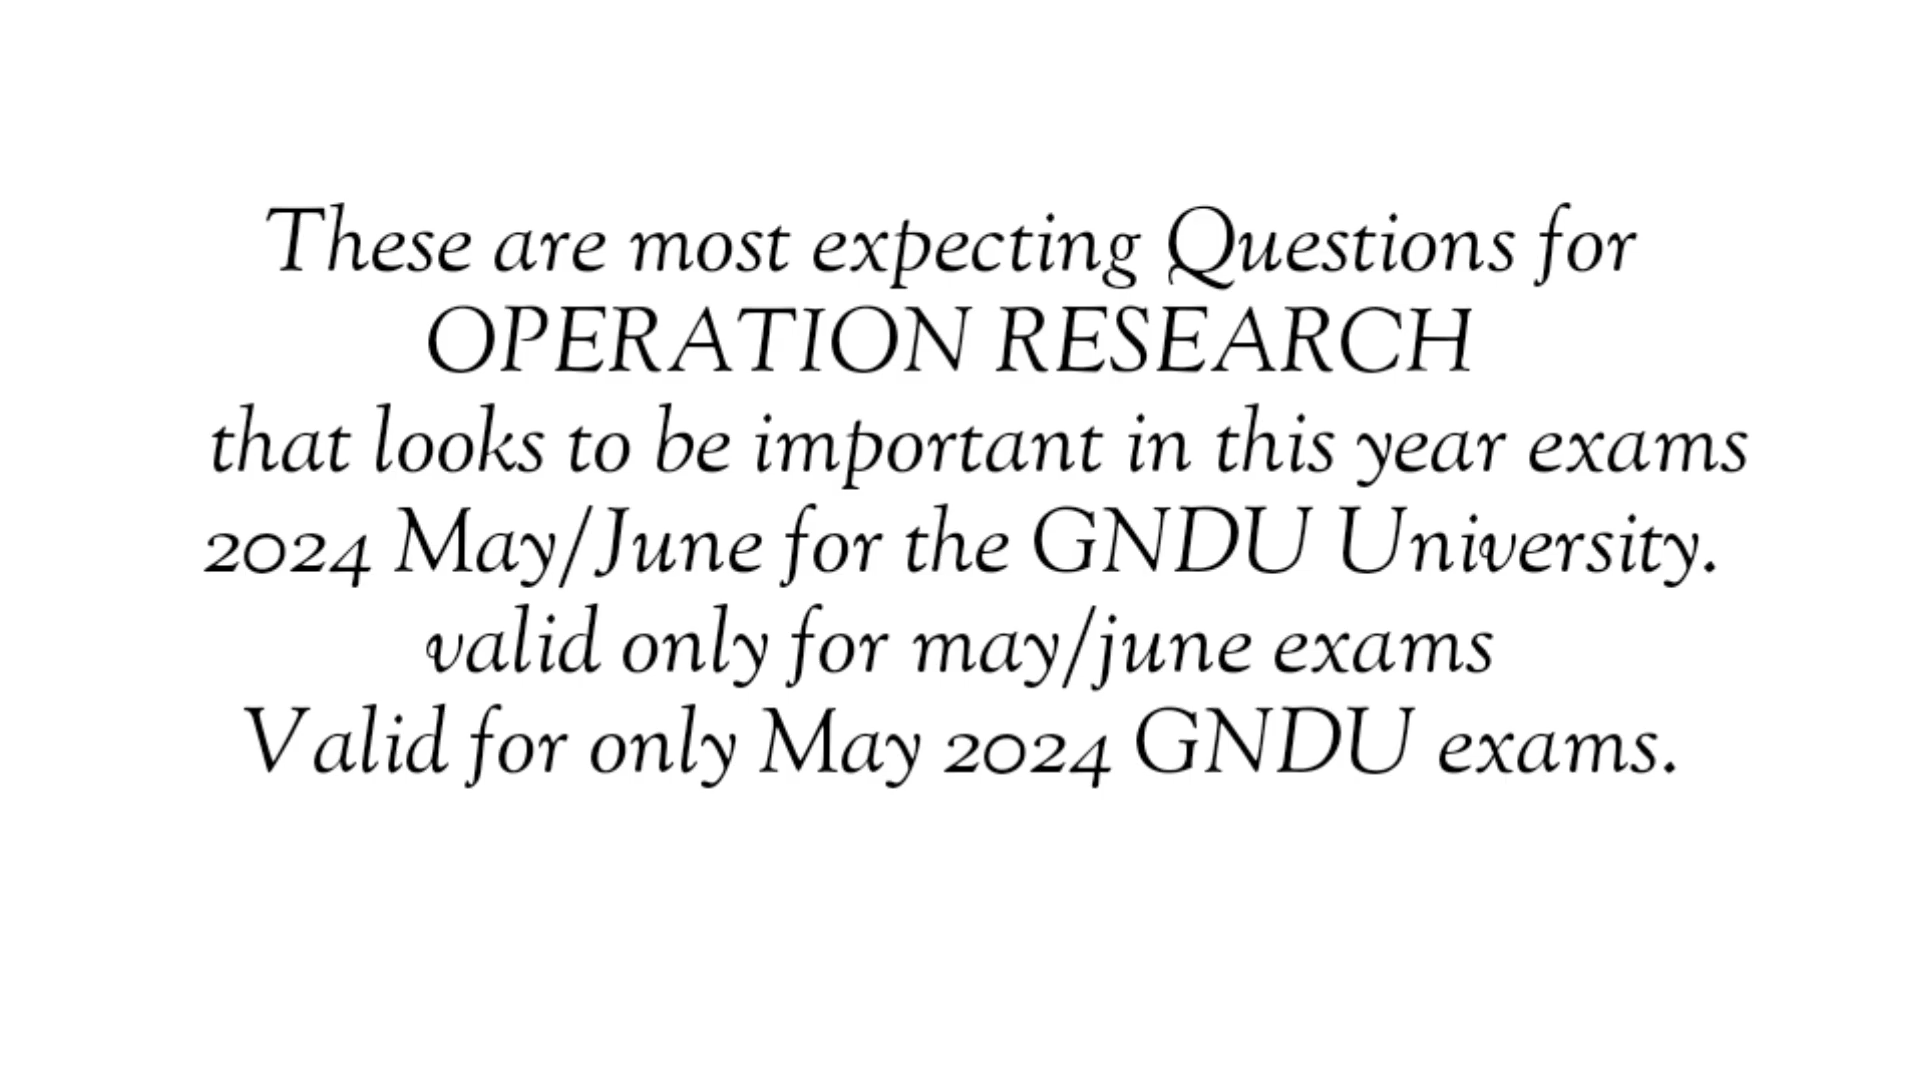 These are most expecting Questions for
OPERATION RESEARCH
that looks to be important in this year exams
2024 May/June for the GNDU University.
valid only for may/june exams
Valid for only May 2024 GNDU exams.